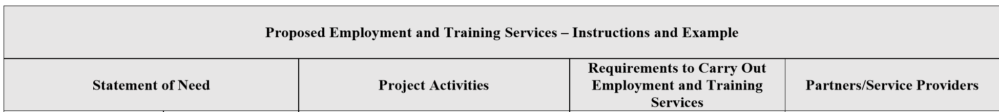 Proposed Employment and Training Services – Instructions and Example
Statement of Need
Project Activities
Requirements to Carry Out
Employment and Training
Services
Partners/Service Providers